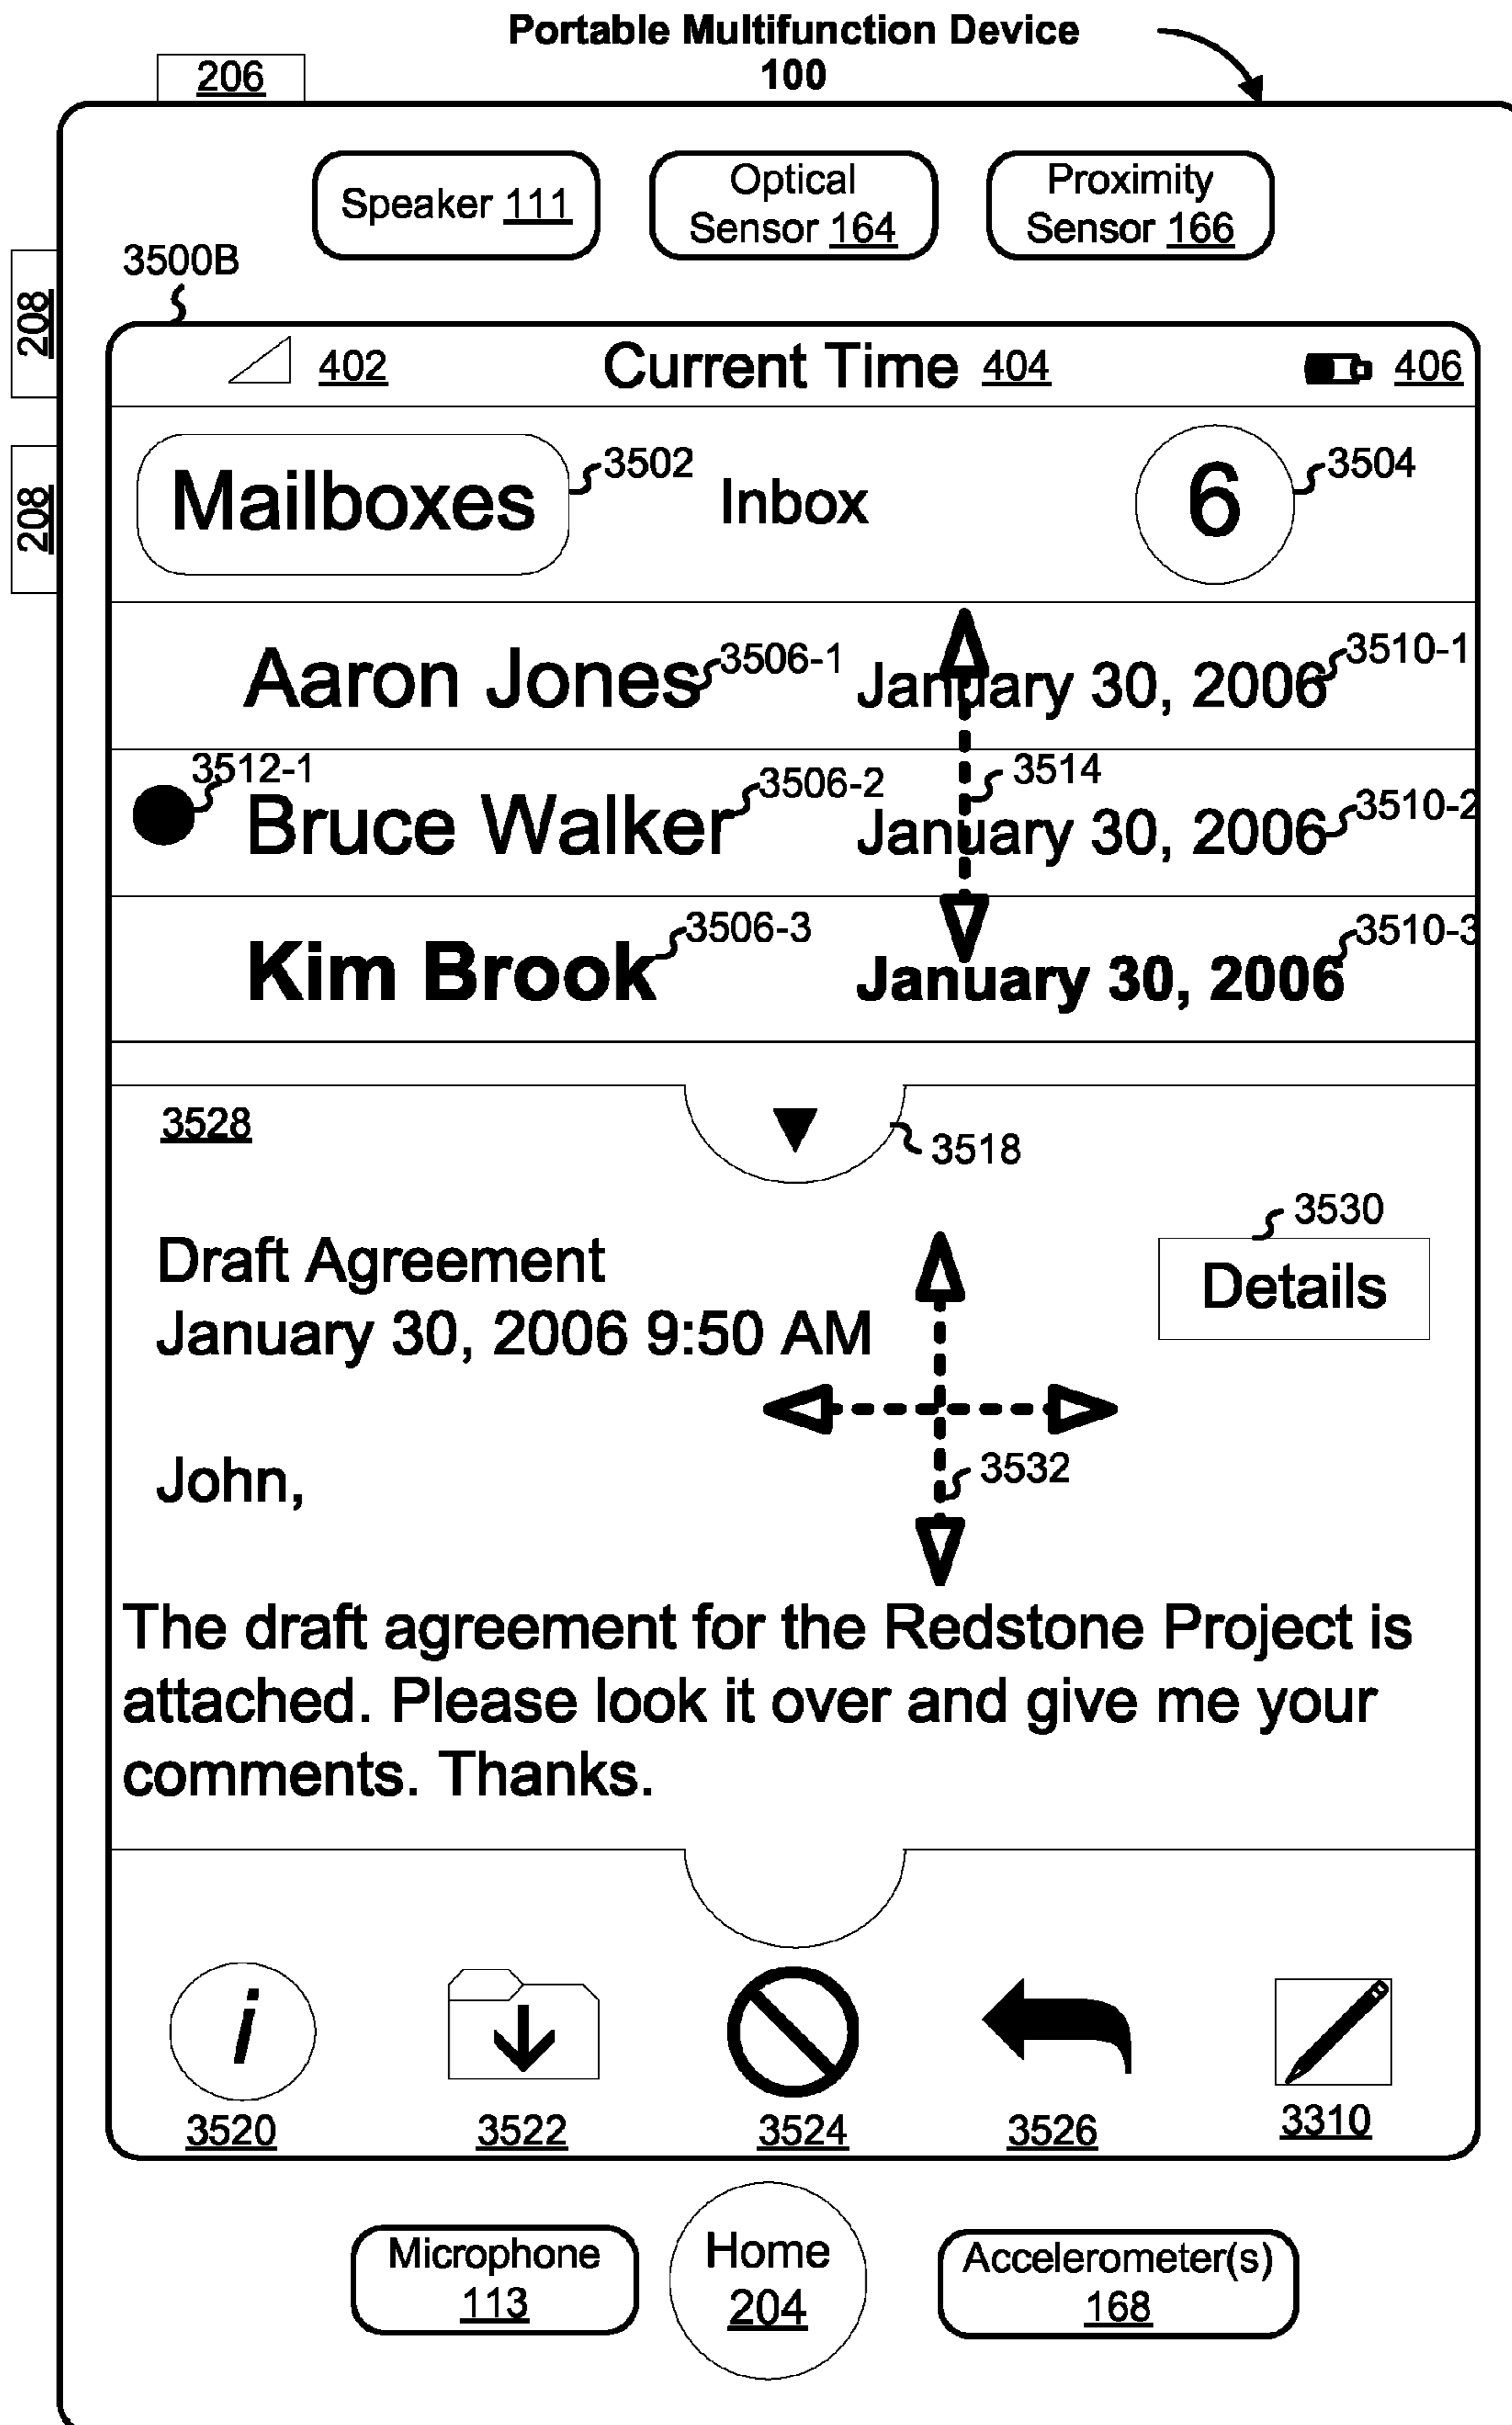 Portable Multifunction Device
100
206
Speaker 111
Optical
Sensor 164
Proximity
Sensor 166
3500B
208
208
402
Current Time 404
406
Mailboxes
3502
Inbox
6
3504
Aaron Jones
3506-1
January 30, 2006
3510-1
3512-1
Bruce Walker
3506-2
3514
January 30, 2006
3510-2
Kim Brook
3506-3
January 30, 2006
3510-3
3528
3518
3530
Draft Agreement
Details
January 30, 2006 9:50 AM
3532
John,
The draft agreement for the Redstone Project is
attached. Please look it over and give me your
comments. Thanks.
i
3520
3522
3524
3526
3310
Microphone
113
Home
204
Accelerometer(s)
168